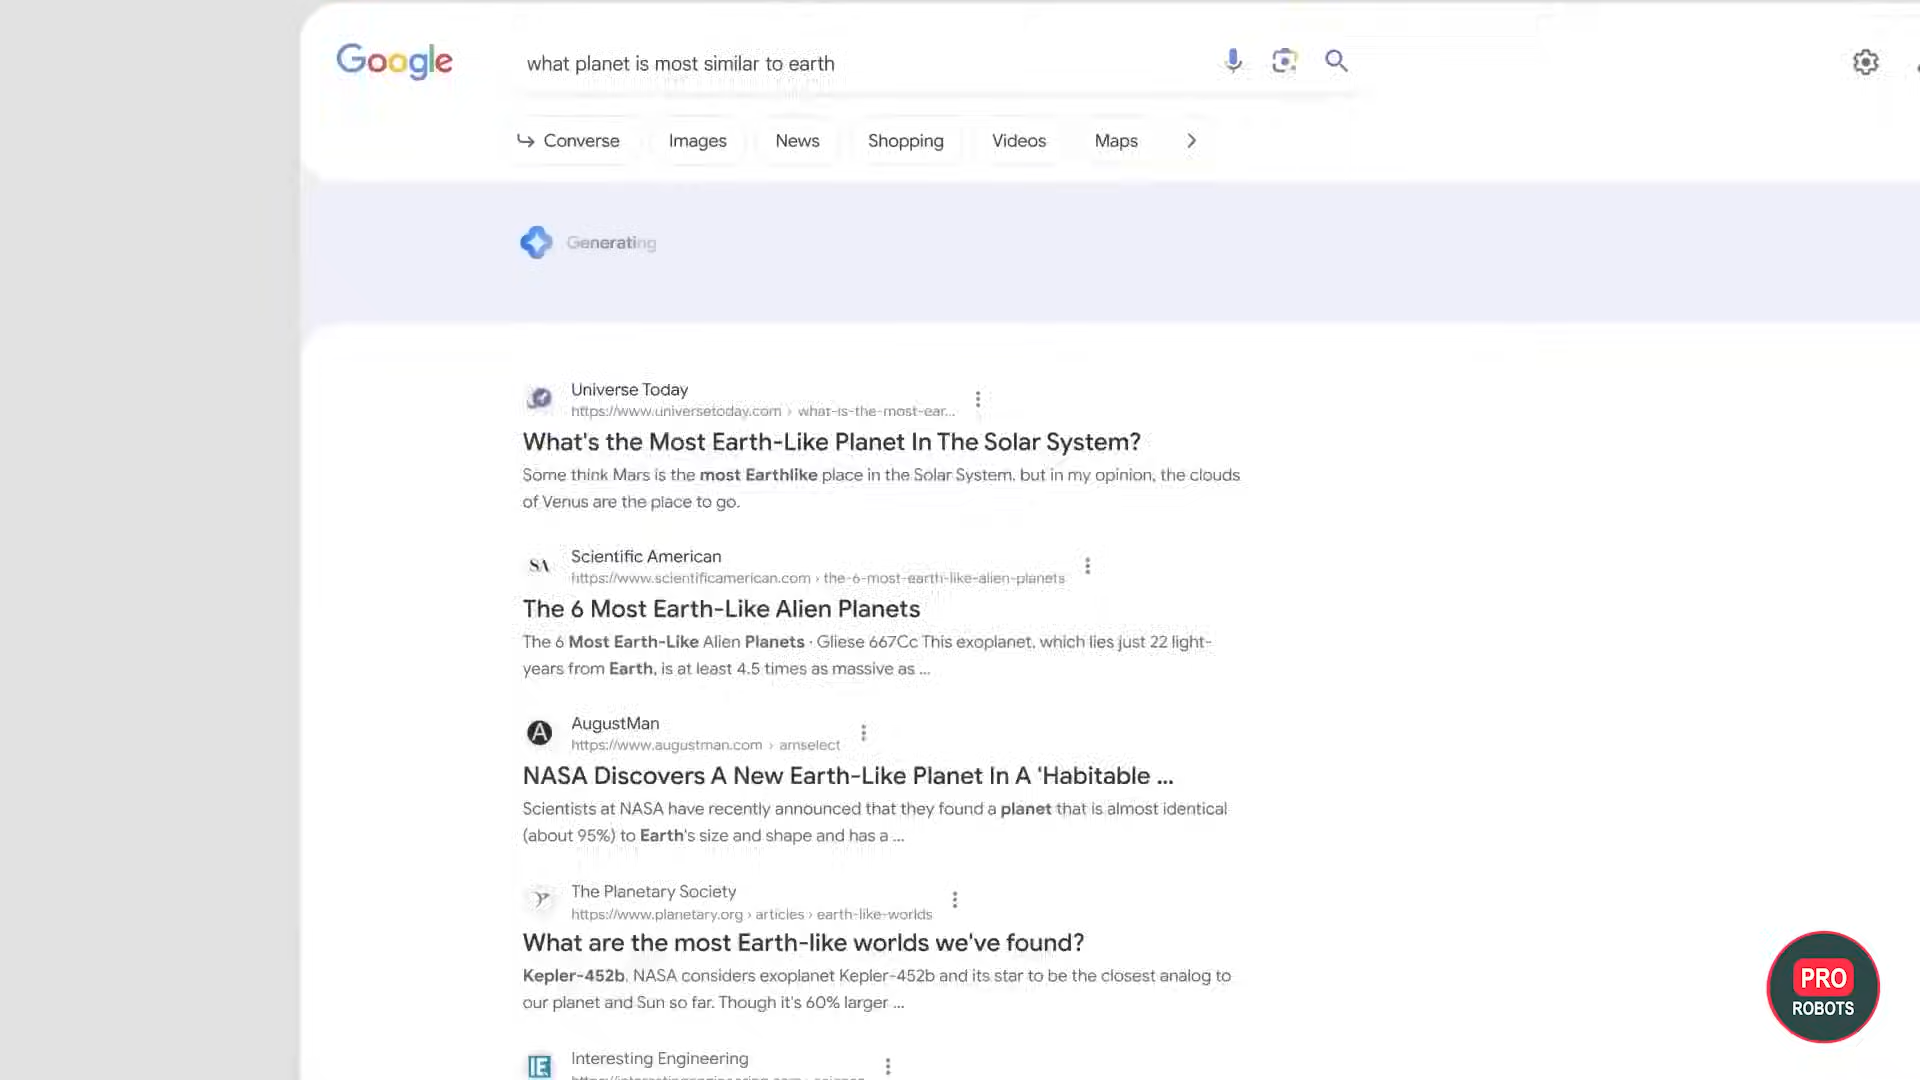 Google
what planet is most similar to earth
Converse Images News Shopping Videos Maps
Generating
Universe Today
https://www.universetoday.com › what-is-the-most-ear...
What's the Most Earth-Like Planet In The Solar System?
Some think Mars is the most Earthlike place in the Solar System, but in my opinion, the clouds
of Venus are the place to go.
SA
Scientific American
https://www.scientificamerican.com › the-6-most-earth-like-alien-planets
The 6 Most Earth-Like Alien Planets
The 6 Most Earth-Like Alien Planets · Gliese 667Cc This exoplanet, which lies just 22 light-
years from Earth, is at least 4.5 times as massive as ...
A
AugustMan
https://www.augustman.com › amselect
NASA Discovers A New Earth-Like Planet In A 'Habitable ...
Scientists at NASA have recently announced that they found a planet that is almost identical
(about 95%) to Earth's size and shape and has a ...
The Planetary Society
https://www.planetary.org › articles › earth-like-worlds
What are the most Earth-like worlds we've found?
Kepler-452b. NASA considers exoplanet Kepler-452b and its star to be the closest analog to
our planet and Sun so far. Though it's 60% larger ...
IE
Interesting Engineering
PRO
ROBOTS